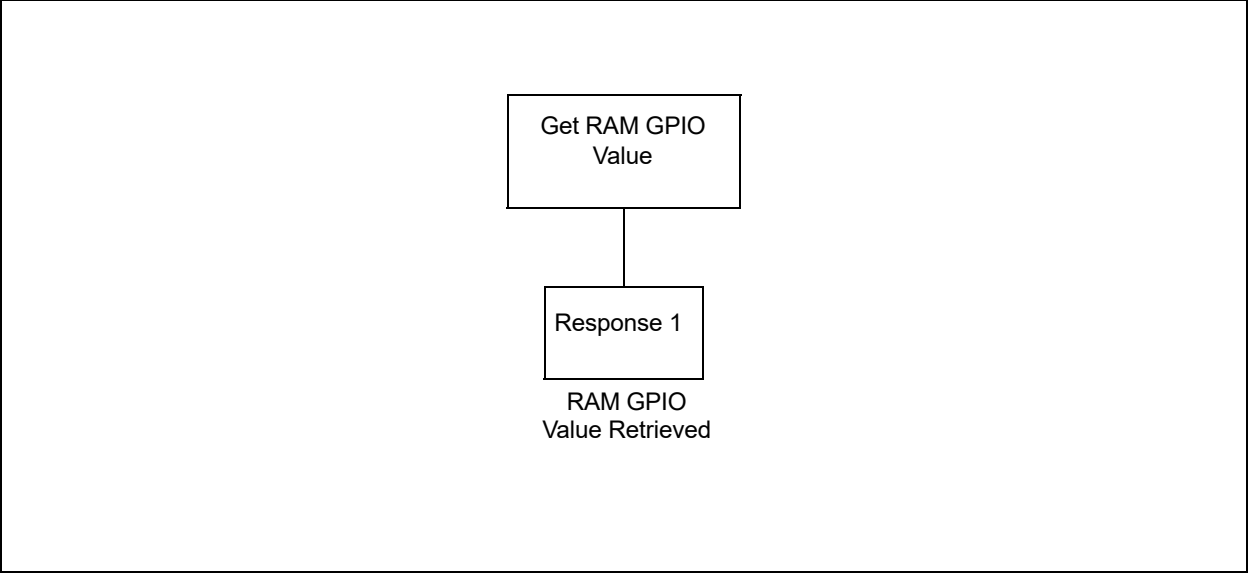 Get RAM GPIO
Value
Response 1
RAM GPIO
Value Retrieved